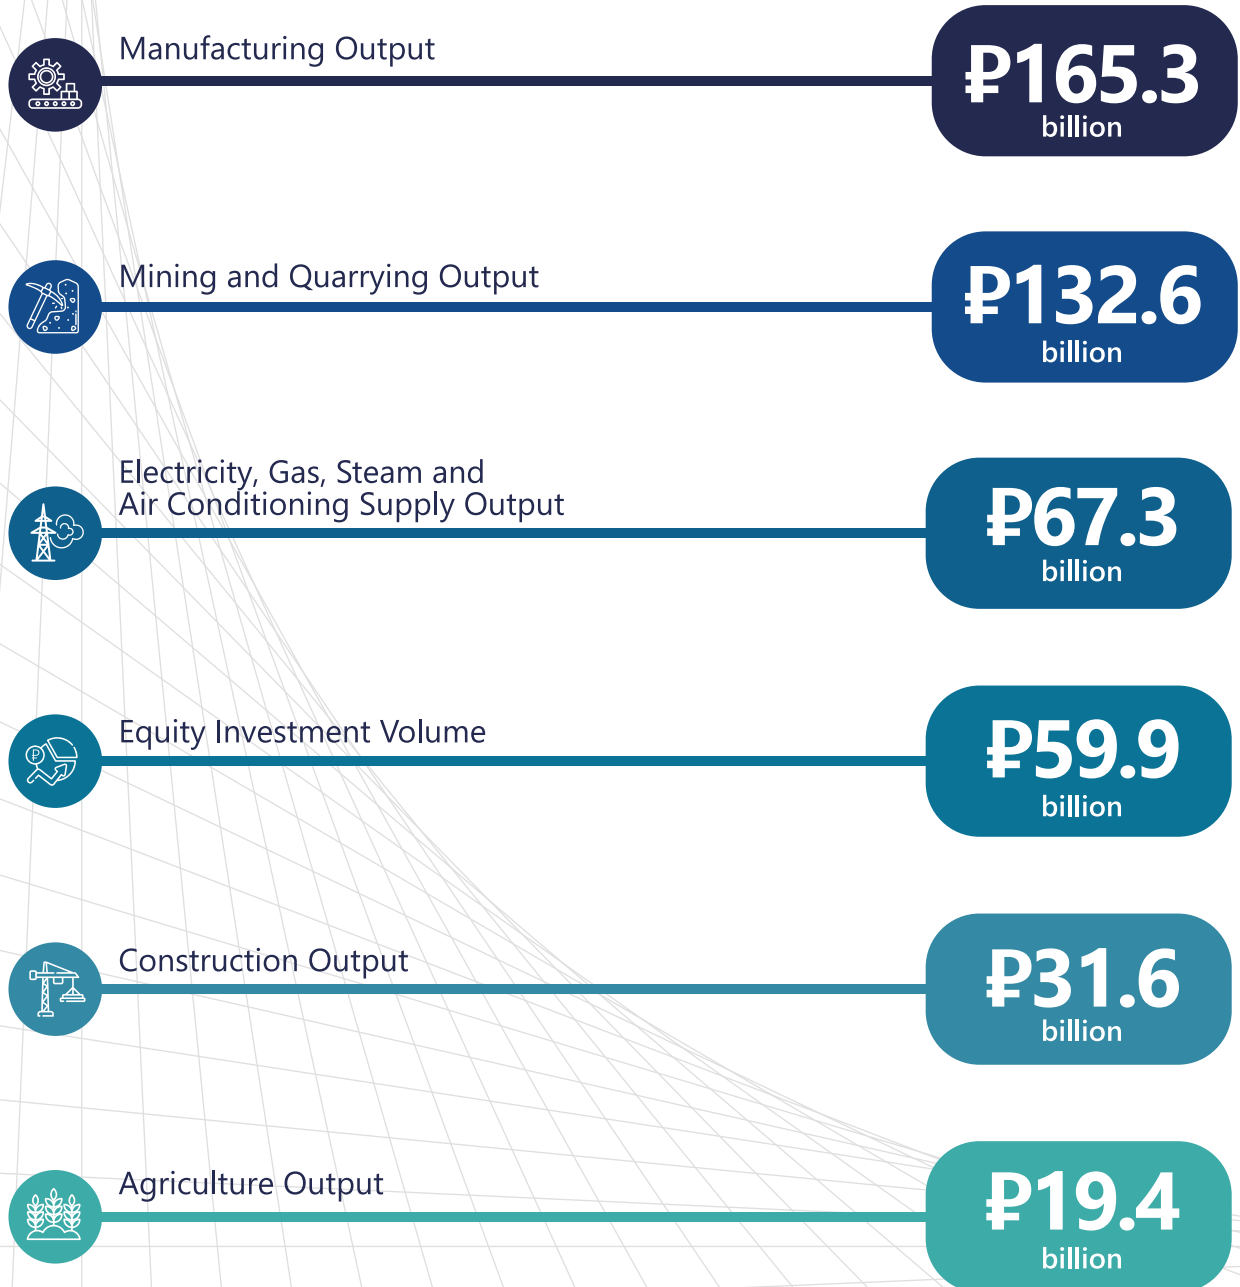 Manufacturing Output
₽165.3
billion
Mining and Quarrying Output
₽132.6
billion
Electricity, Gas, Steam and
Air Conditioning Supply Output
₽67.3
billion
Equity Investment Volume
₽
₽59.9
billion
Construction Output
₽31.6
billion
Agriculture Output
₽19.4
billion